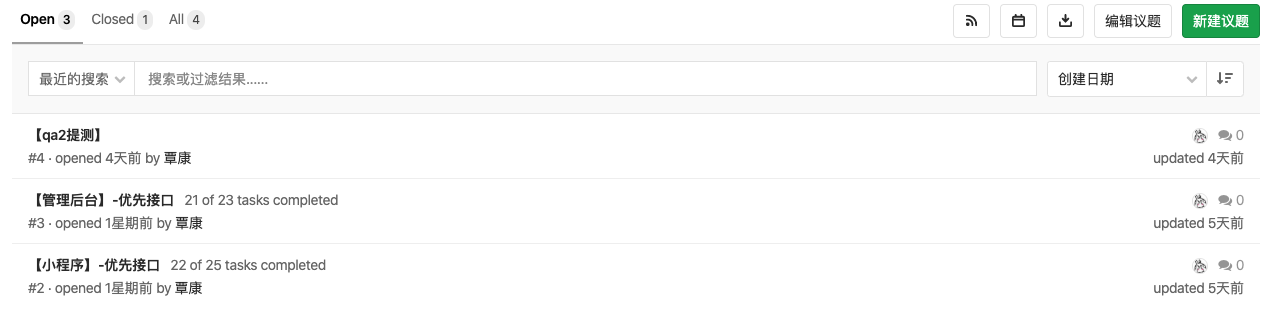 Open 3 Closed 1 All 4 编辑议题 新建议题
最近的搜索 搜索或过滤结果...... 创建日期
【qa2提测】 0
#4 · opened 4天前 by 覃康 updated 4天前
【管理后台】-优先接口 21 of 23 tasks completed 0
#3 · opened 1星期前 by 覃康 updated 5天前
【小程序】-优先接口 22 of 25 tasks completed 0
#2 · opened 1星期前 by 覃康 updated 5天前